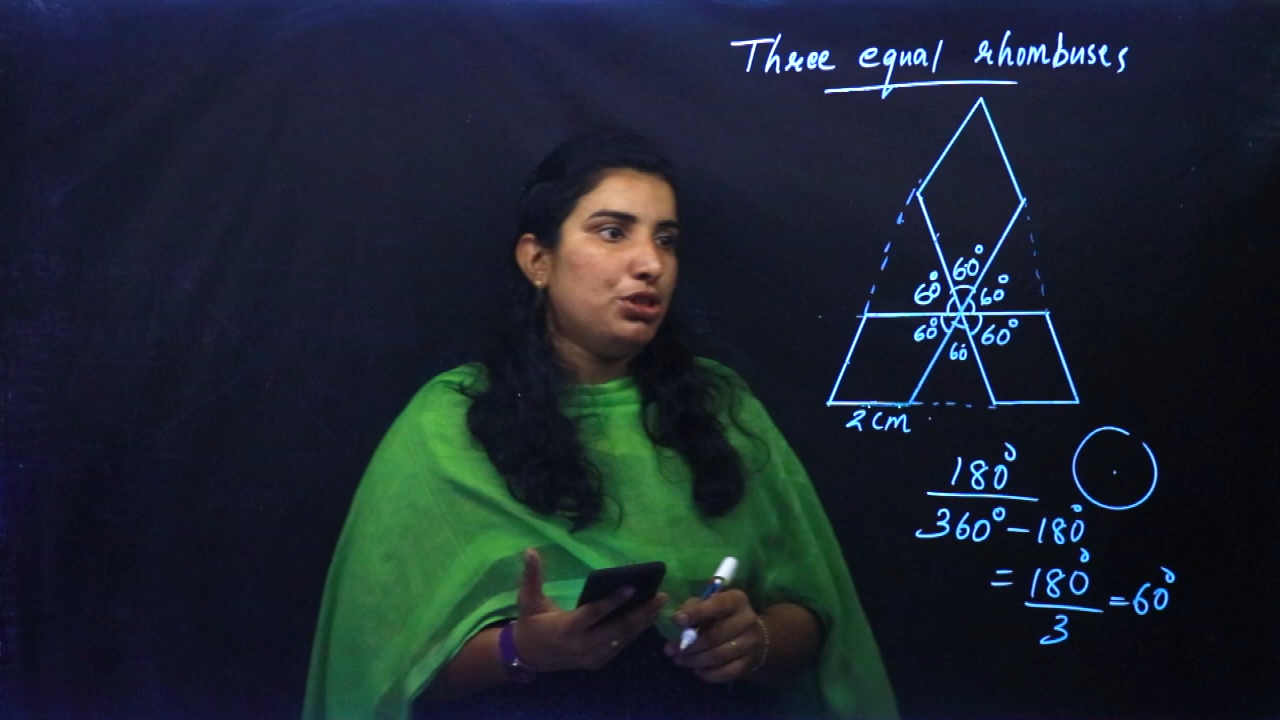 Three equal rhombuses
60°
60° 60°
60° 60°
60°
2 cm
180°
360° - 180°
= 180° / 3 = 60°